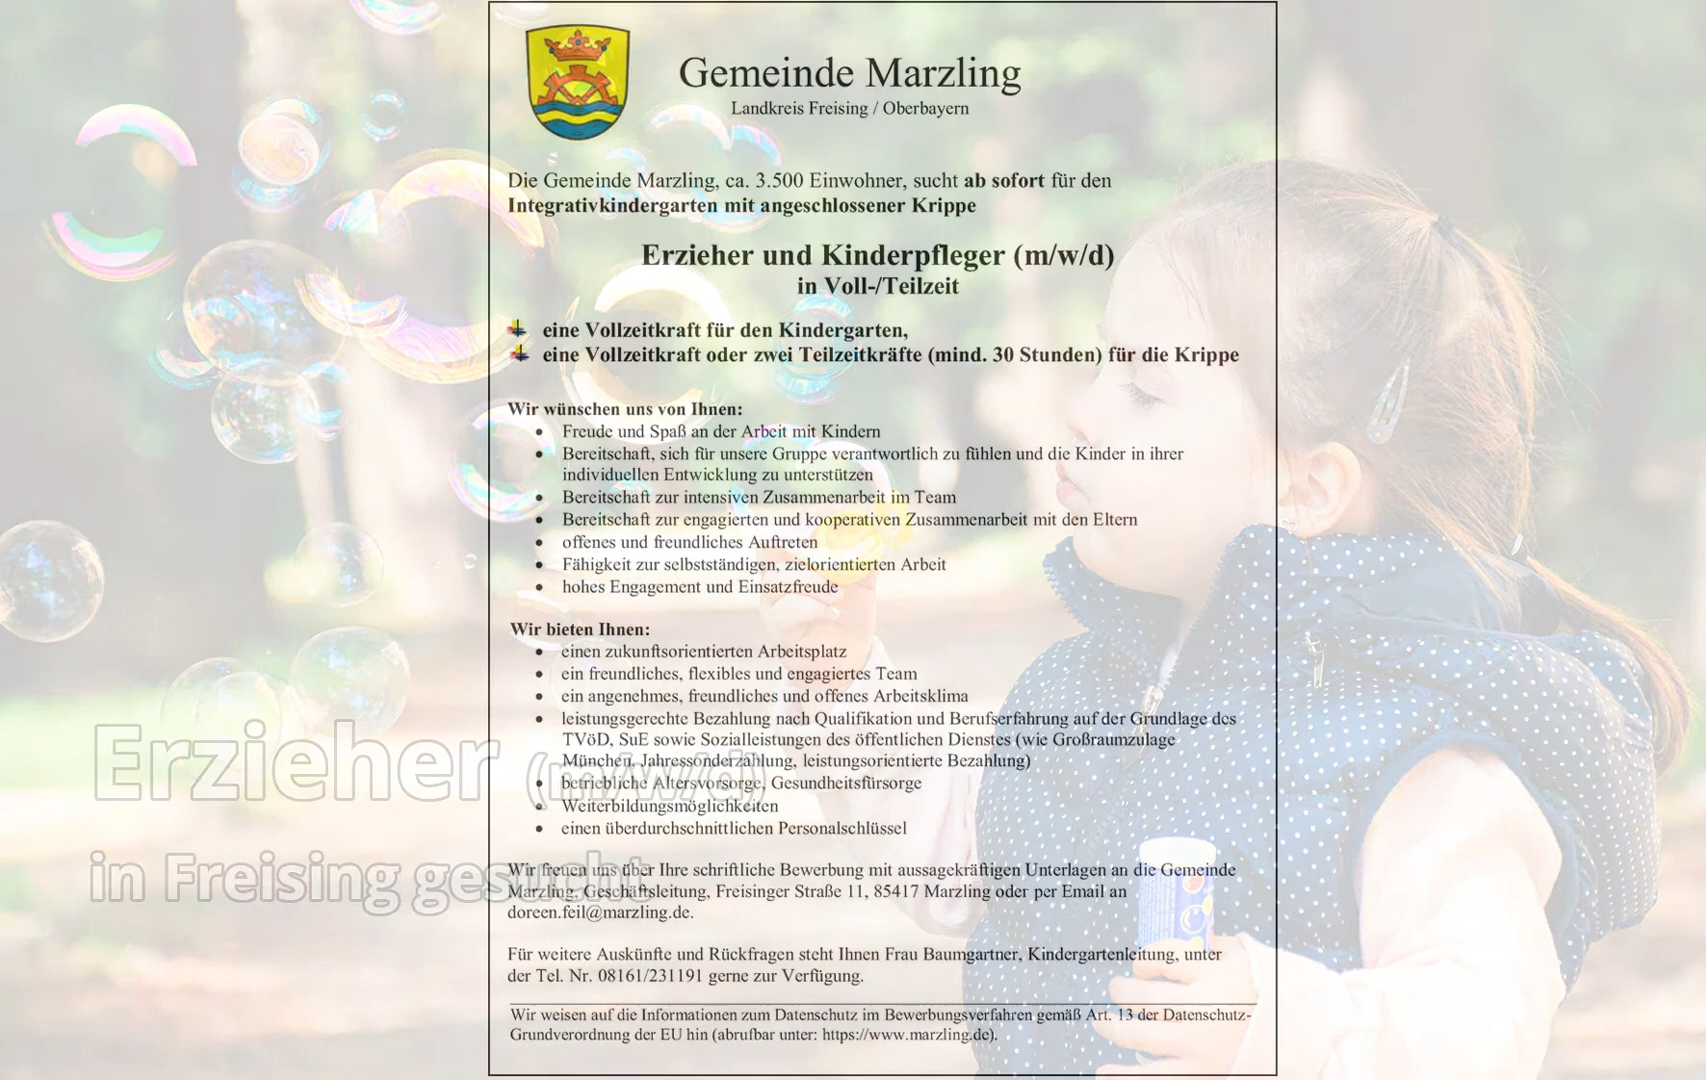 Gemeinde Marzling
Landkreis Freising / Oberbayern
Die Gemeinde Marzling, ca. 3.500 Einwohner, sucht ab sofort für den
Integrativkindergarten mit angeschlossener Krippe
Erzieher und Kinderpfleger (m/w/d)
in Voll-/Teilzeit
eine Vollzeitkraft für den Kindergarten,
eine Vollzeitkraft oder zwei Teilzeitkräfte (mind. 30 Stunden) für die Krippe
Wir wünschen uns von Ihnen:
• Freude und Spaß an der Arbeit mit Kindern
• Bereitschaft, sich für unsere Gruppe verantwortlich zu fühlen und die Kinder in ihrer
individuellen Entwicklung zu unterstützen
• Bereitschaft zur intensiven Zusammenarbeit im Team
• Bereitschaft zur engagierten und kooperativen Zusammenarbeit mit den Eltern
• offenes und freundliches Auftreten
• Fähigkeit zur selbstständigen, zielorientierten Arbeit
• hohes Engagement und Einsatzfreude
Wir bieten Ihnen:
• einen zukunftsorientierten Arbeitsplatz
• ein freundliches, flexibles und engagiertes Team
• ein angenehmes, freundliches und offenes Arbeitsklima
• leistungsgerechte Bezahlung nach Qualifikation und Berufserfahrung auf der Grundlage des
TVöD, SuE sowie Sozialleistungen des öffentlichen Dienstes (wie Großraumzulage
München, Jahressonderzahlung, leistungsorientierte Bezahlung)
• betriebliche Altersvorsorge, Gesundheitsfürsorge
• Weiterbildungsmöglichkeiten
• einen überdurchschnittlichen Personalschlüssel
Wir freuen uns über Ihre schriftliche Bewerbung mit aussagekräftigen Unterlagen an die Gemeinde
Marzling, Geschäftsleitung, Freisinger Straße 11, 85417 Marzling oder per Email an
doreen.feil@marzling.de.
Für weitere Auskünfte und Rückfragen steht Ihnen Frau Baumgartner, Kindergartenleitung, unter
der Tel. Nr. 08161/231191 gerne zur Verfügung.
Wir weisen auf die Informationen zum Datenschutz im Bewerbungsverfahren gemäß Art. 13 der Datenschutz-
Grundverordnung der EU hin (abrufbar unter: https://www.marzling.de).
Erzieher (m/w/d)
in Freising gesucht